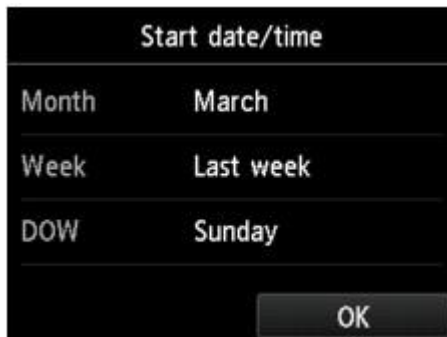 Start date/time
Month March
Week Last week
DOW Sunday
OK